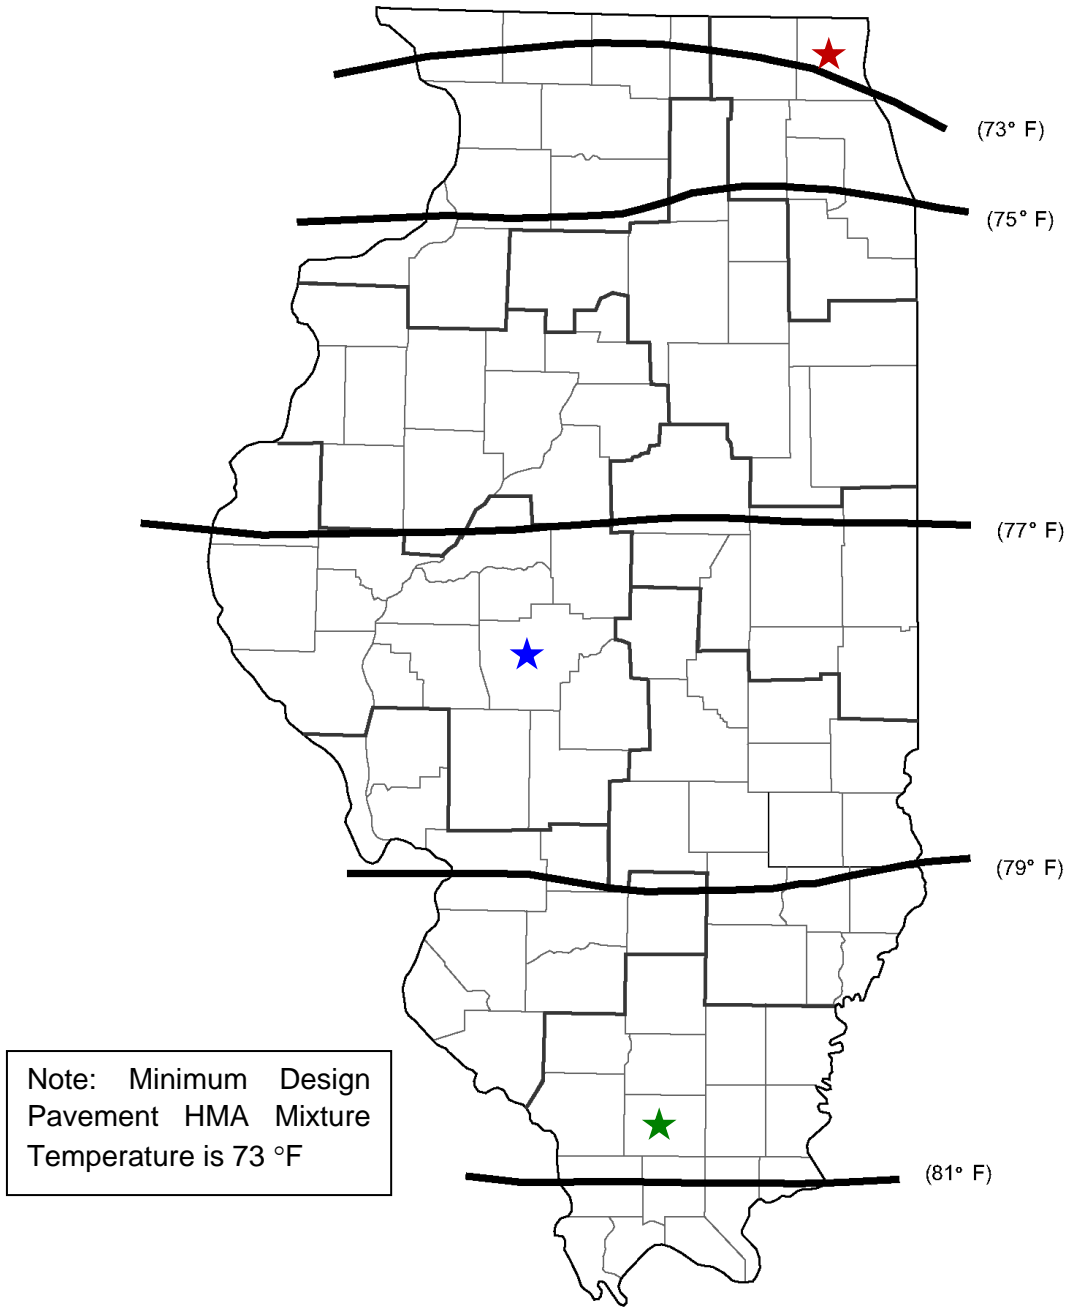 (73° F)
(75° F)
(77° F)
(79° F)
Note: Minimum Design
Pavement HMA Mixture
Temperature is 73 °F
(81° F)